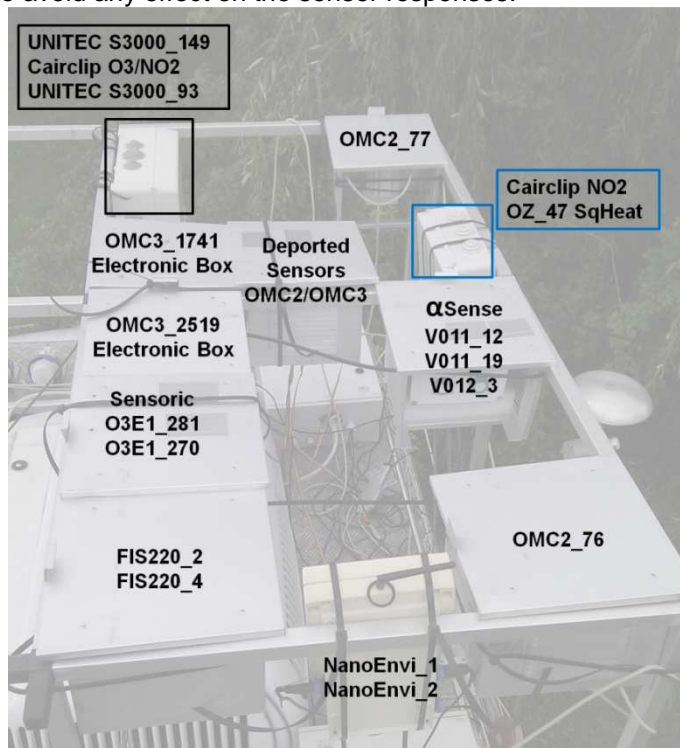 e avoid any effect on the sensor responses.
UNITEC S3000_149
Cairclip O3/NO2
UNITEC S3000_93
OMC2_77
Cairclip NO2
OZ_47 SqHeat
OMC3_1741
Electronic Box
Deported
Sensors
OMC2/OMC3
OMC3_2519
Electronic Box
αSense
V011_12
V011_19
V012_3
Sensoric
O3E1_281
O3E1_270
FIS220_2
FIS220_4
OMC2_76
NanoEnvi_1
NanoEnvi_2